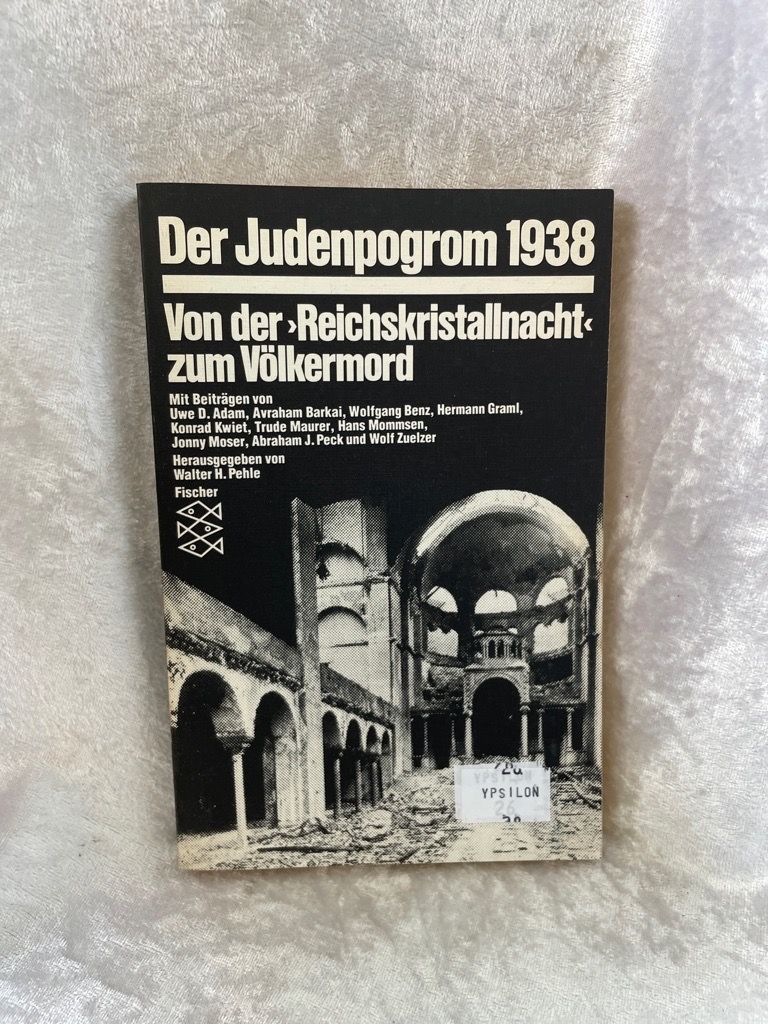 Der Judenpogrom 1938
Von der ›Reichskristallnacht‹
zum Völkermord
Mit Beiträgen von
Uwe D. Adam, Avraham Barkai, Wolfgang Benz, Hermann Graml,
Konrad Kwiet, Trude Maurer, Hans Mommsen,
Jonny Moser, Abraham J. Peck und Wolf Zuelzer
Herausgegeben von
Walter H. Pehle
Fischer
YPSILON
YPSILON
26